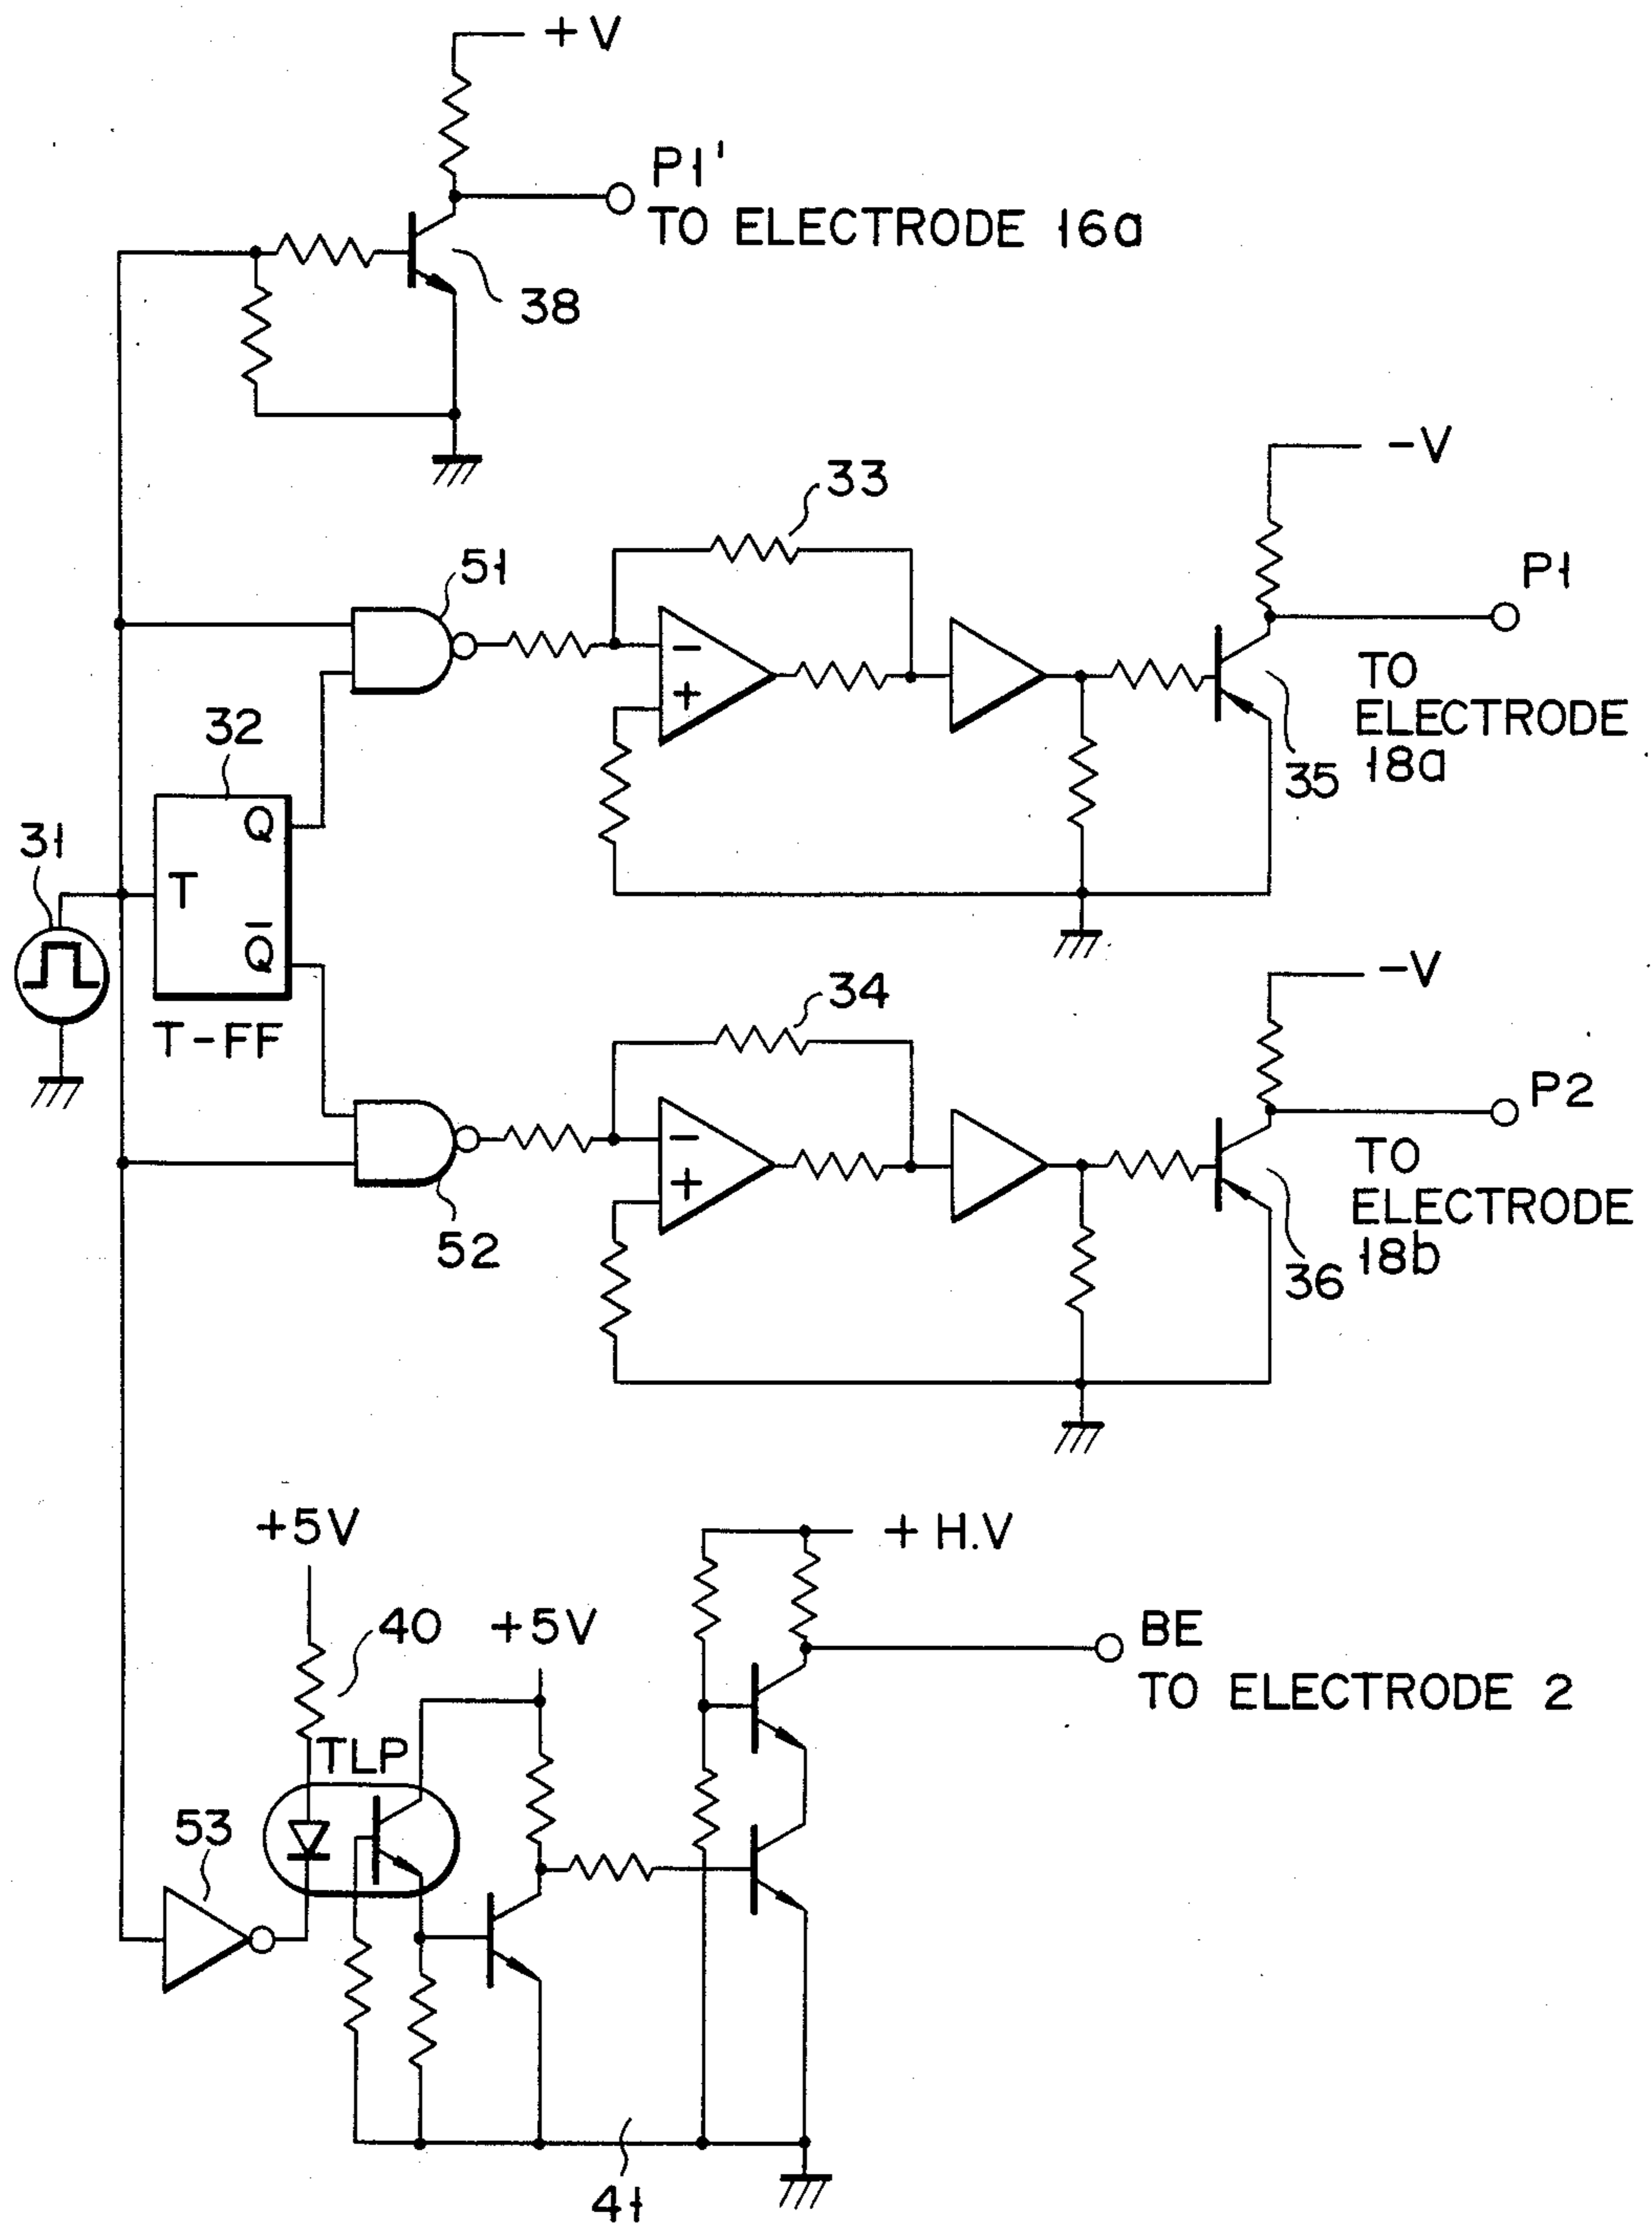 +V
P1'
TO ELECTRODE 16a
38
-V
33
51
P1
TO
ELECTRODE
18a
35
32
Q
31
T
Q̅
T-FF
-V
34
P2
TO
ELECTRODE
18b
36
52
-
+
-
+
+5V
+H.V
40
+5V
BE
TO ELECTRODE 2
TLP
53
41